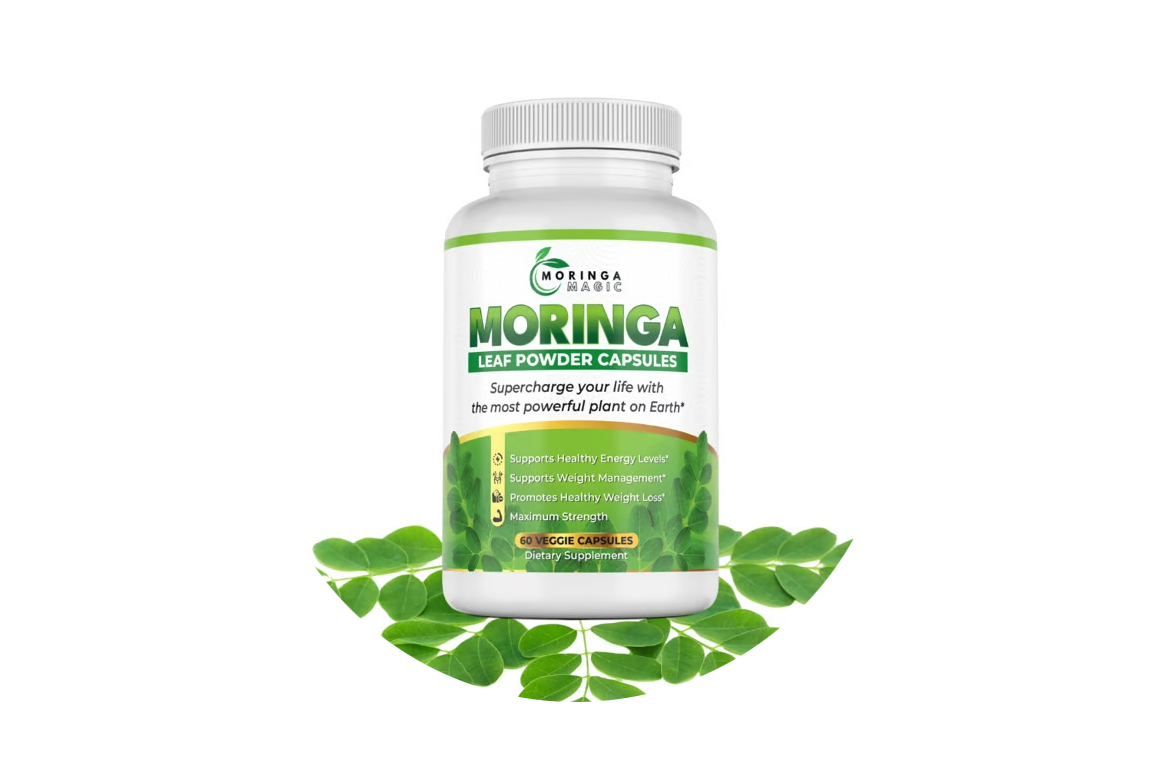 MORINGA
MAGIC
MORINGA
LEAF POWDER CAPSULES
Supercharge your life with
the most powerful plant on Earth*
Supports Healthy Energy Levels*
Supports Weight Management*
Promotes Healthy Weight Loss*
Maximum Strength
60 VEGGIE CAPSULES
Dietary Supplement